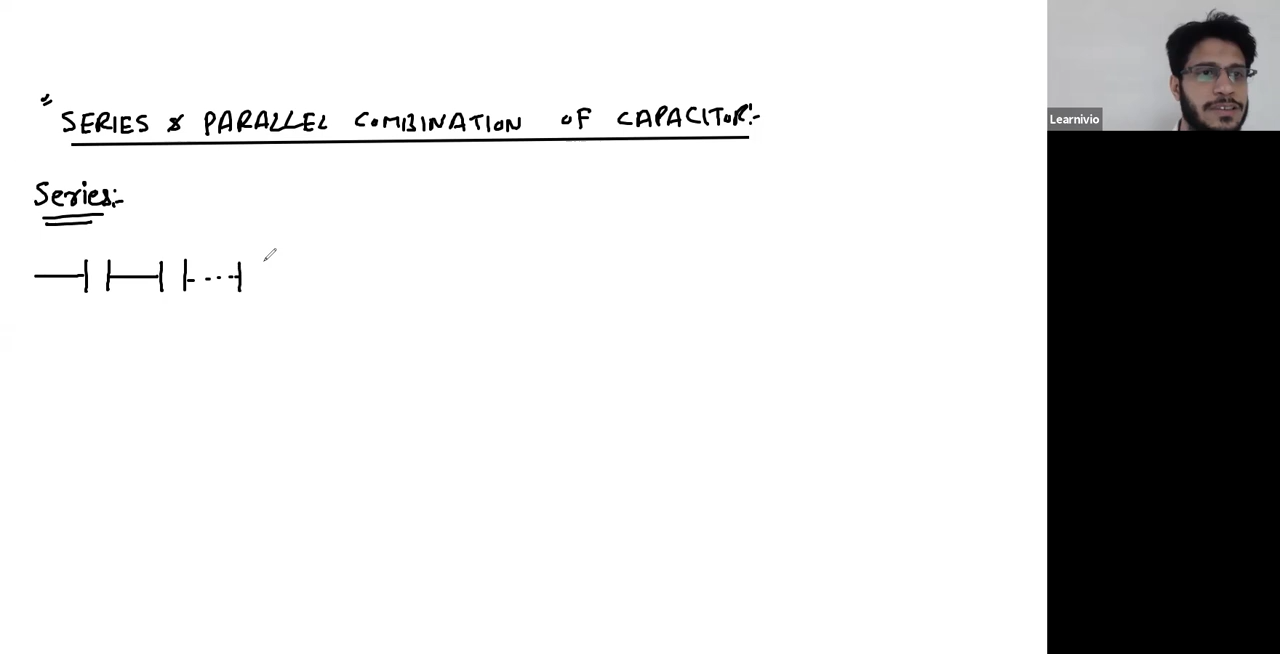 SERIES & PARALLEL COMBINATION OF CAPACITOR:-
Series:-
Learnivio